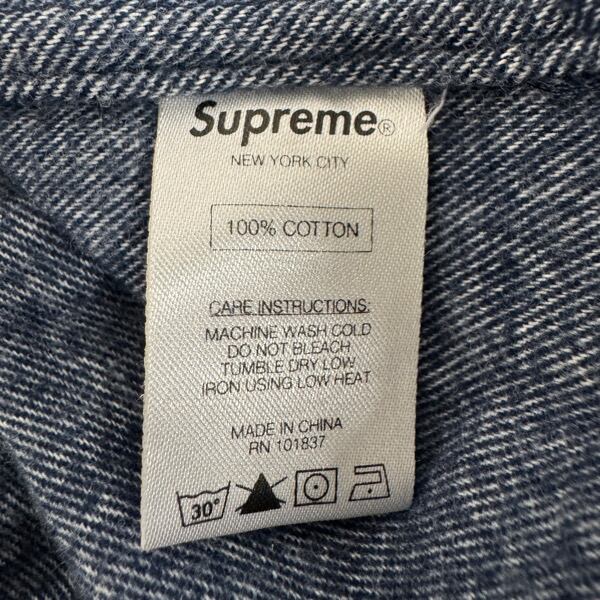 Supreme®
NEW YORK CITY
100% COTTON
CARE INSTRUCTIONS:
MACHINE WASH COLD
DO NOT BLEACH
TUMBLE DRY LOW
IRON USING LOW HEAT
MADE IN CHINA
RN 101837
30°